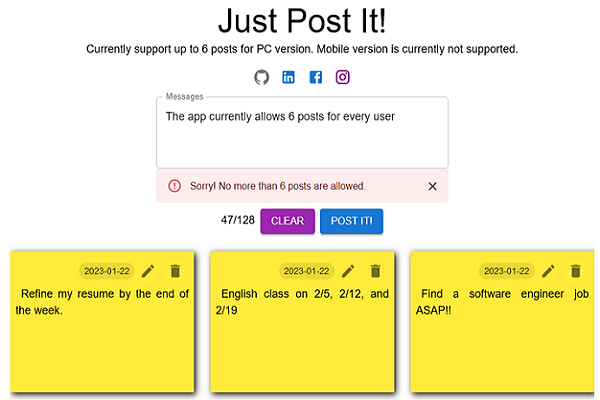 Just Post It!
Currently support up to 6 posts for PC version. Mobile version is currently not supported.
Messages
The app currently allows 6 posts for every user
Sorry! No more than 6 posts are allowed.
47/128 CLEAR POST IT!
2023-01-22 2023-01-22 2023-01-22
Refine my resume by the end of
the week.
English class on 2/5, 2/12, and
2/19
Find a software engineer job
ASAP!!